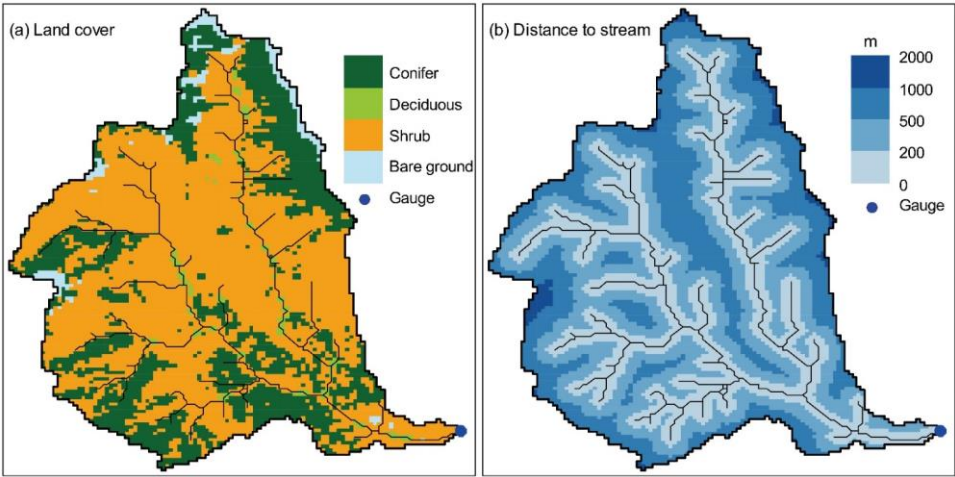 (a) Land cover
Conifer
Deciduous
Shrub
Bare ground
Gauge
(b) Distance to stream
m
2000
1000
500
200
0
Gauge